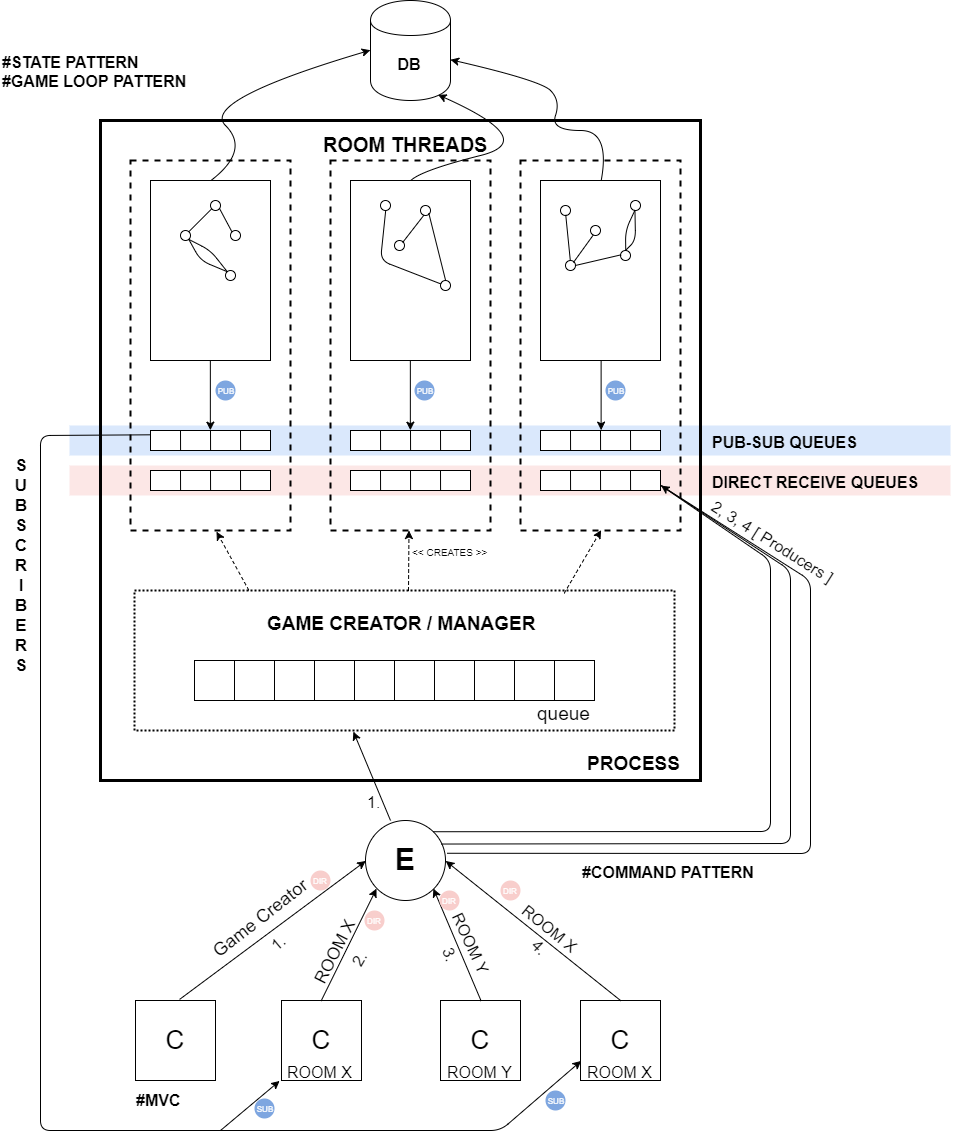 DB
#STATE PATTERN
#GAME LOOP PATTERN
ROOM THREADS
PUB
PUB
PUB
PUB-SUB QUEUES
DIRECT RECEIVE QUEUES
SUBSCRIBERS
2, 3, 4 [ Producers ]
<< CREATES >>
GAME CREATOR / MANAGER
queue
PROCESS
1.
E
#COMMAND PATTERN
DIR
DIR
DIR
DIR
Game Creator
1.
ROOM X
2.
ROOM Y
3.
ROOM X
4.
C
C
ROOM X
C
ROOM Y
C
ROOM X
#MVC
SUB
SUB